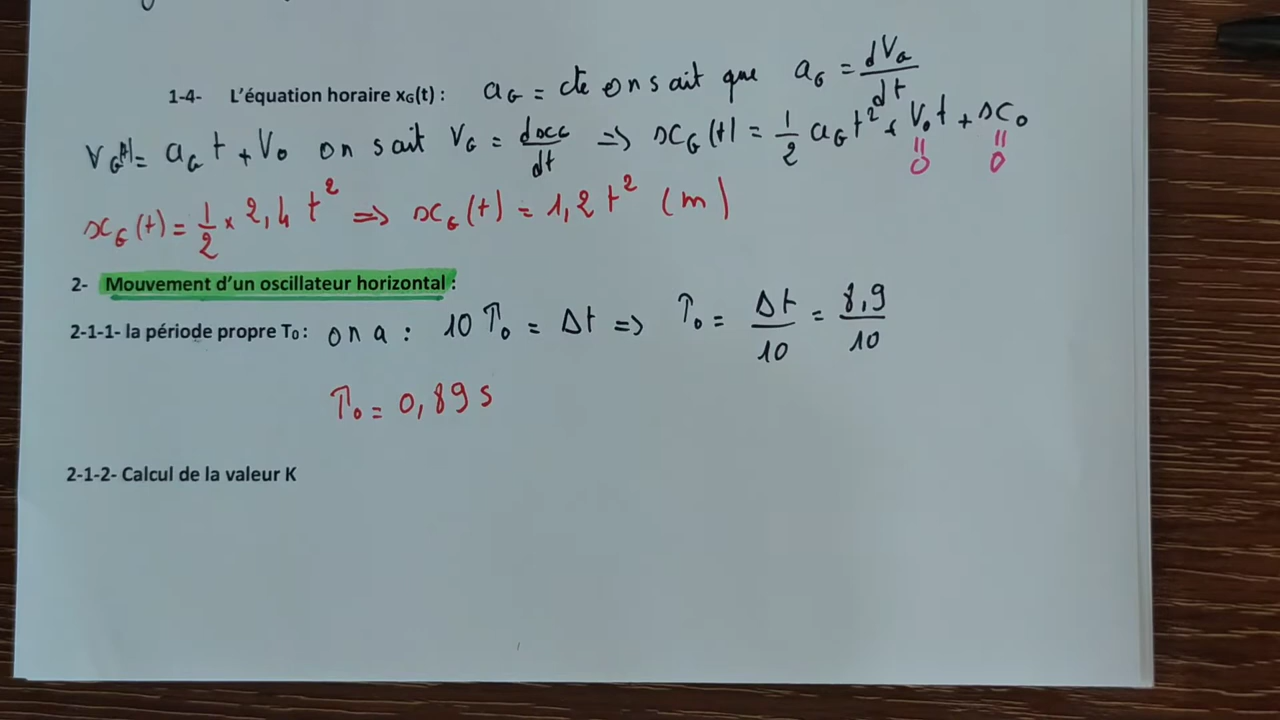 1-4- L'équation horaire xG(t) : aG = cte on sait que aG = dVG/dt
VG(t) = aG t + V0 on sait VG = dxG/dt => xG(t) = 1/2 aG t² + V0 t + x0
= 0 = 0
xG(t) = 1/2 × 2,4 t² => xG(t) = 1,2 t² (m)
2- Mouvement d'un oscillateur horizontal :
2-1-1- la période propre T0 : on a : 10 T0 = Δt => T0 = Δt/10 = 8,9/10
T0 = 0,89 s
2-1-2- Calcul de la valeur K